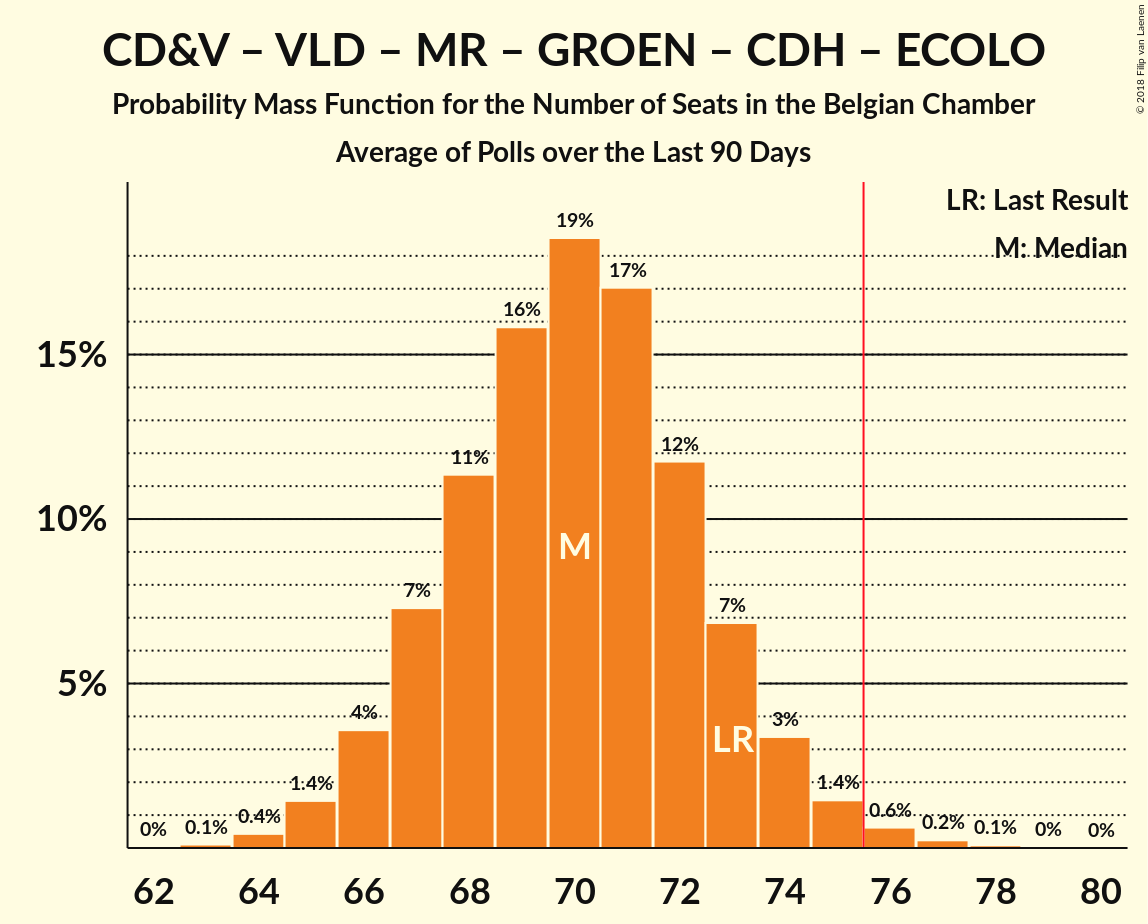 CD&V – VLD – MR – GROEN – CDH – ECOLO
Probability Mass Function for the Number of Seats in the Belgian Chamber
Average of Polls over the Last 90 Days
© 2018 Filip van Laenen
LR: Last Result
M: Median
15%
10%
5%
0%
0.1%
0.4%
1.4%
4%
7%
11%
16%
19%
17%
12%
7%
3%
1.4%
0.6%
0.2%
0.1%
0%
0%
M
LR
62 64 66 68 70 72 74 76 78 80